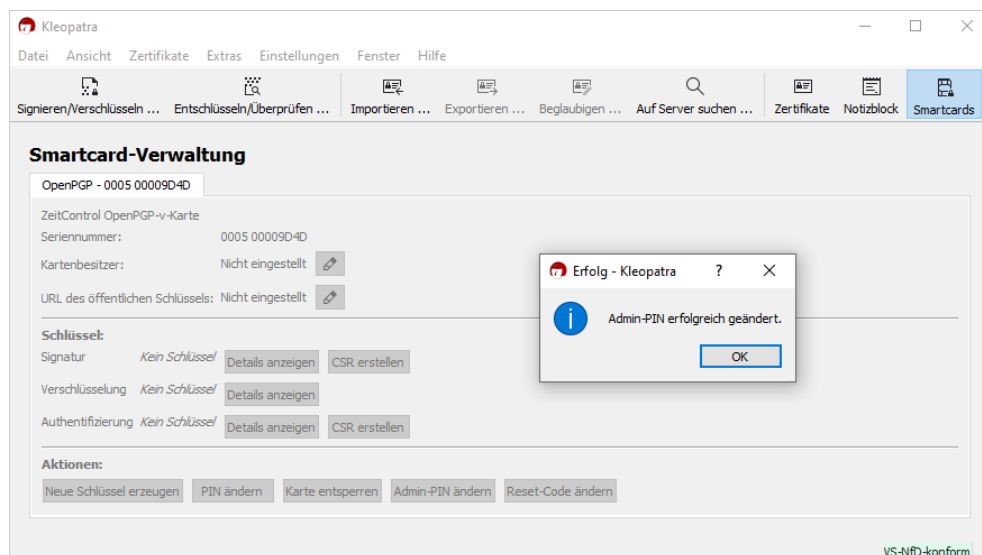 Kleopatra
Datei Ansicht Zertifikate Extras Einstellungen Fenster Hilfe
Signieren/Verschlüsseln ... Entschlüsseln/Überprüfen ... Importieren ... Exportieren ... Beglaubigen ... Auf Server suchen ... Zertifikate Notizblock Smartcards
Smartcard-Verwaltung
OpenPGP - 0005 00009D4D
ZeitControl OpenPGP-v-Karte
Seriennummer: 0005 00009D4D
Kartenbesitzer: Nicht eingestellt
URL des öffentlichen Schlüssels: Nicht eingestellt
Erfolg - Kleopatra ?
Admin-PIN erfolgreich geändert.
OK
Schlüssel:
Signatur Kein Schlüssel Details anzeigen CSR erstellen
Verschlüsselung Kein Schlüssel Details anzeigen
Authentifizierung Kein Schlüssel Details anzeigen CSR erstellen
Aktionen:
Neue Schlüssel erzeugen PIN ändern Karte entsperren Admin-PIN ändern Reset-Code ändern
VS-NfD-konform